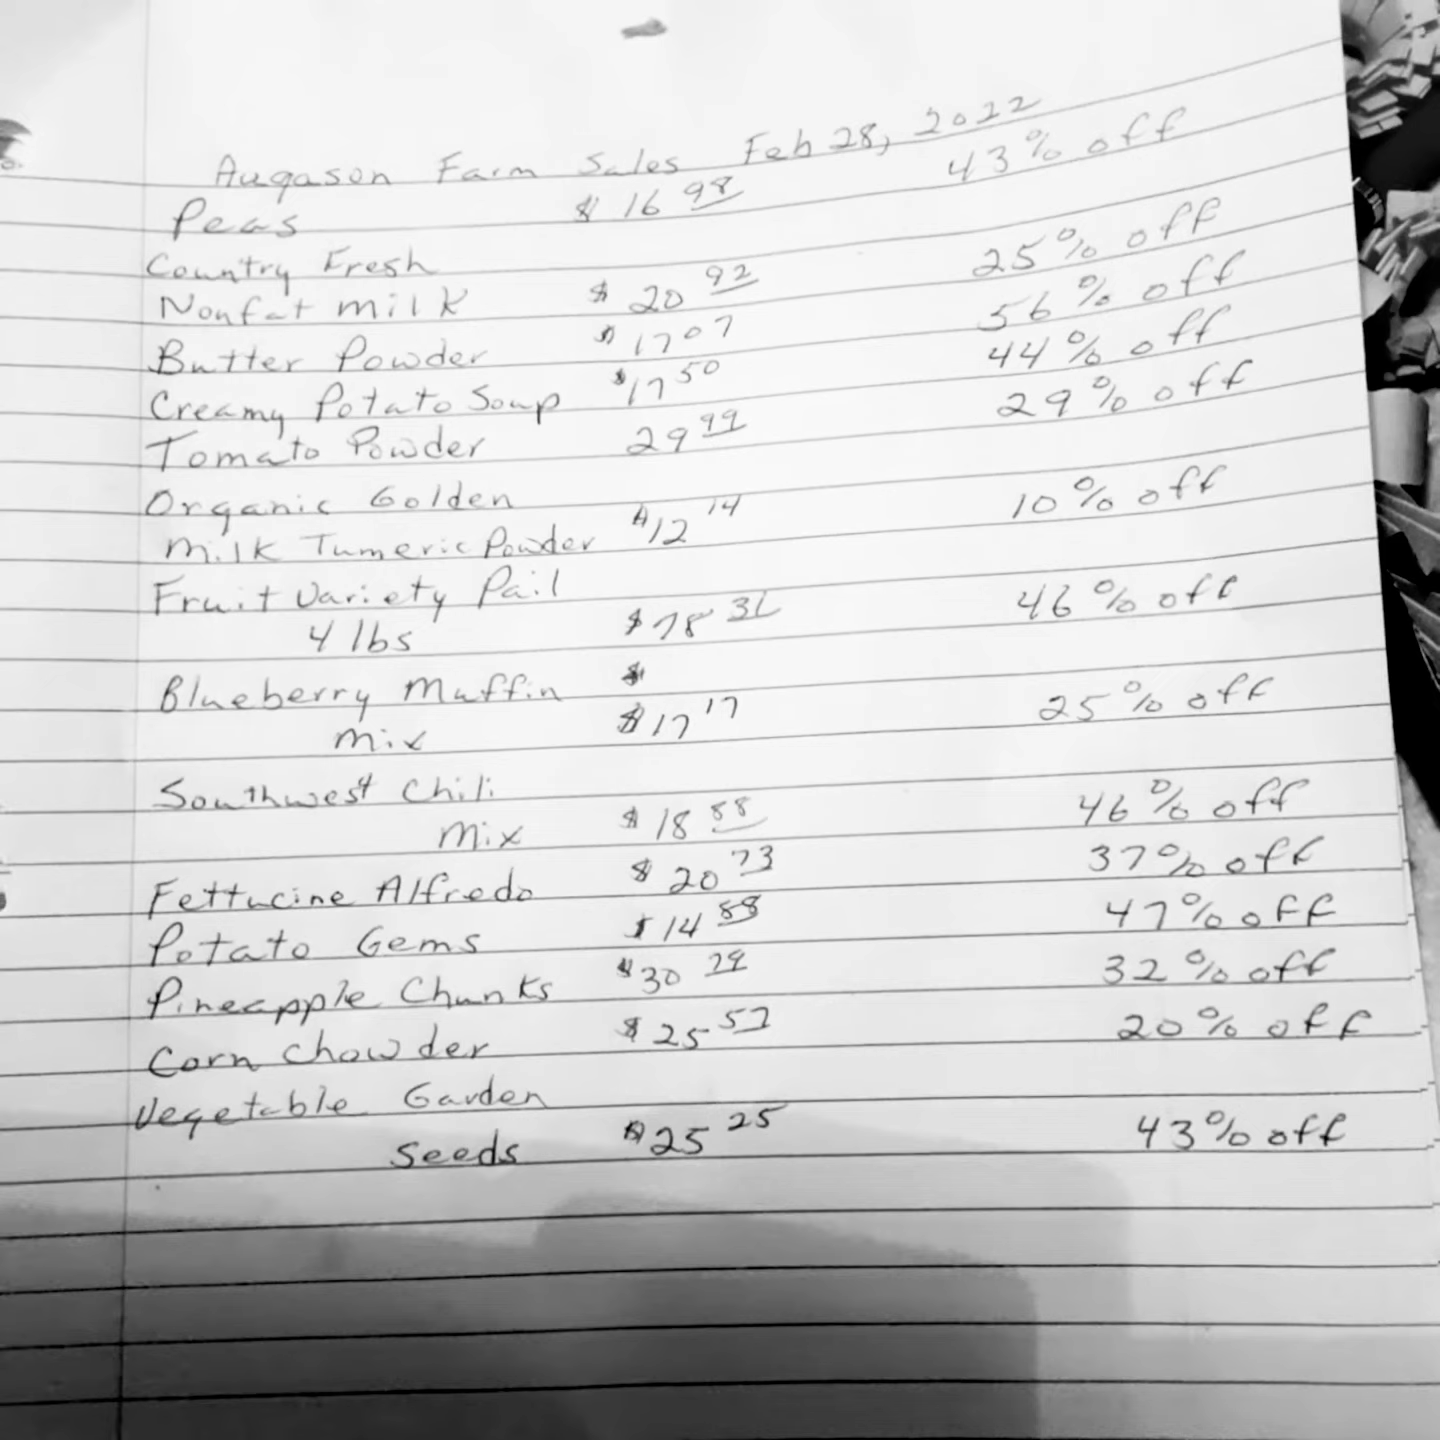 Augason Farm Sales Feb 28, 2022
Peas $16 98 43% off
Country Fresh
Nonfat milk $20 92 25% off
Butter Powder $17 07 56% off
Creamy Potato Soup $17 50 44% off
Tomato Powder 29 99 29% off
Organic Golden
Milk Tumeric Powder $12 14 10% off
Fruit Variety Pail
4 lbs $78 31 46% off
Blueberry Muffin $
Mix $17 17 25% off
Southwest Chili
Mix $18 88 46% off
Fettucine Alfredo $20 73 37% off
Potato Gems $14 88 47% off
Pineapple Chunks $30 32% off
Corn Chowder $25 57 20% off
Vegetable Garden
Seeds $25 25 43% off